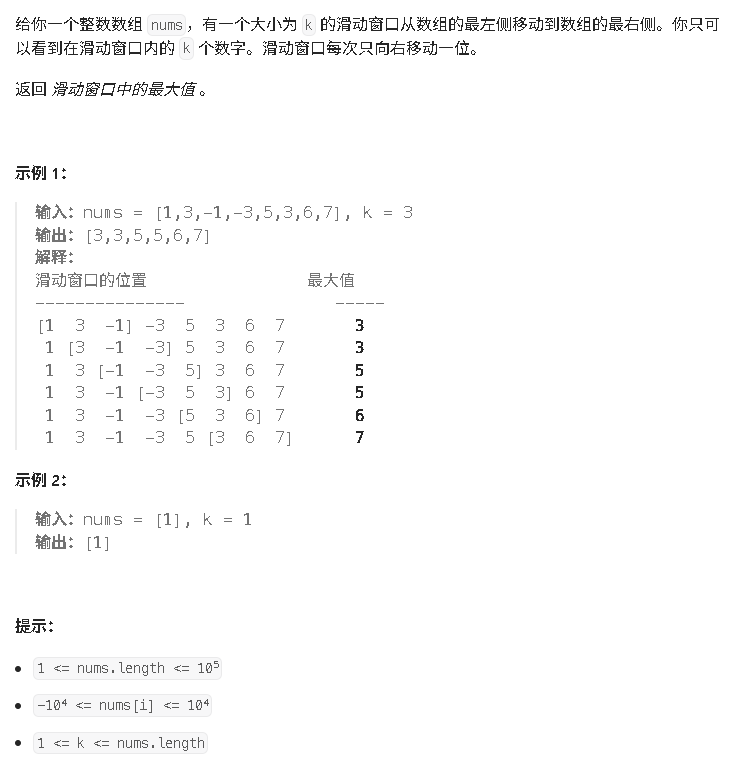 给你一个整数数组 nums，有一个大小为 k 的滑动窗口从数组的最左侧移动到数组的最右侧。你只可
以看到在滑动窗口内的 k 个数字。滑动窗口每次只向右移动一位。
返回 滑动窗口中的最大值 。
示例 1：
输入：nums = [1,3,-1,-3,5,3,6,7], k = 3
输出：[3,3,5,5,6,7]
解释：
滑动窗口的位置 最大值
--------------- -----
[1 3 -1] -3 5 3 6 7 3
1 [3 -1 -3] 5 3 6 7 3
1 3 [-1 -3 5] 3 6 7 5
1 3 -1 [-3 5 3] 6 7 5
1 3 -1 -3 [5 3 6] 7 6
1 3 -1 -3 5 [3 6 7] 7
示例 2：
输入：nums = [1], k = 1
输出：[1]
提示：
• 1 <= nums.length <= 10⁵
• -10⁴ <= nums[i] <= 10⁴
• 1 <= k <= nums.length